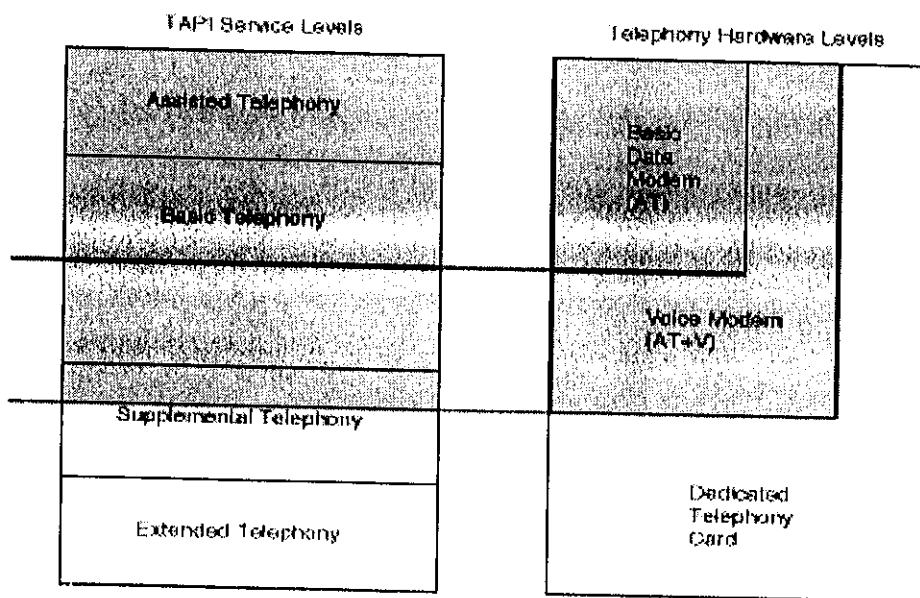 TAPI Service Levels
Assisted Telephony
Basic Telephony
Supplemental Telephony
Extended Telephony
Telephony Hardware Levels
Basic
Data
Modem
(AT)
Voice Modem
(AT+V)
Dedicated
Telephony
Card